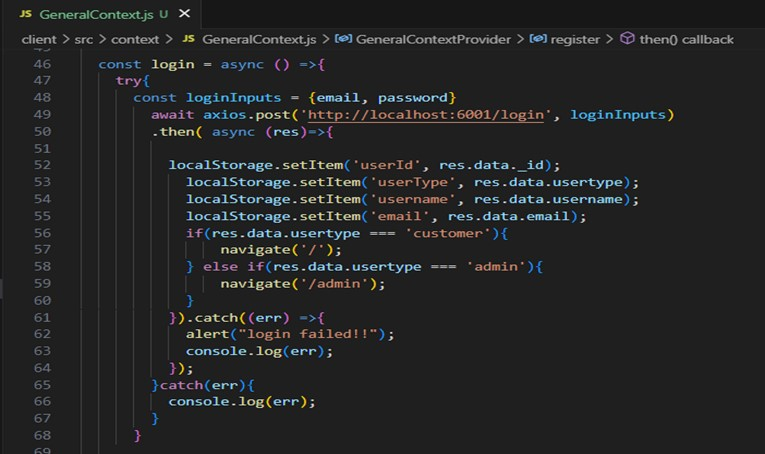 JS GeneralContext.js U ×
client > src > context > JS GeneralContext.js > GeneralContextProvider > register > then() callback
46 const login = async () =>{
47 try{
48 const loginInputs = {email, password}
49 await axios.post('http://localhost:6001/login', loginInputs)
50 .then( async (res)=>{
51
52 localStorage.setItem('userId', res.data._id);
53 localStorage.setItem('userType', res.data.usertype);
54 localStorage.setItem('username', res.data.username);
55 localStorage.setItem('email', res.data.email);
56 if(res.data.usertype === 'customer'){
57 navigate('/');
58 } else if(res.data.usertype === 'admin'){
59 navigate('/admin');
60 }
61 }).catch((err) =>{
62 alert("login failed!!");
63 console.log(err);
64 });
65 }catch(err){
66 console.log(err);
67 }
68 }
69